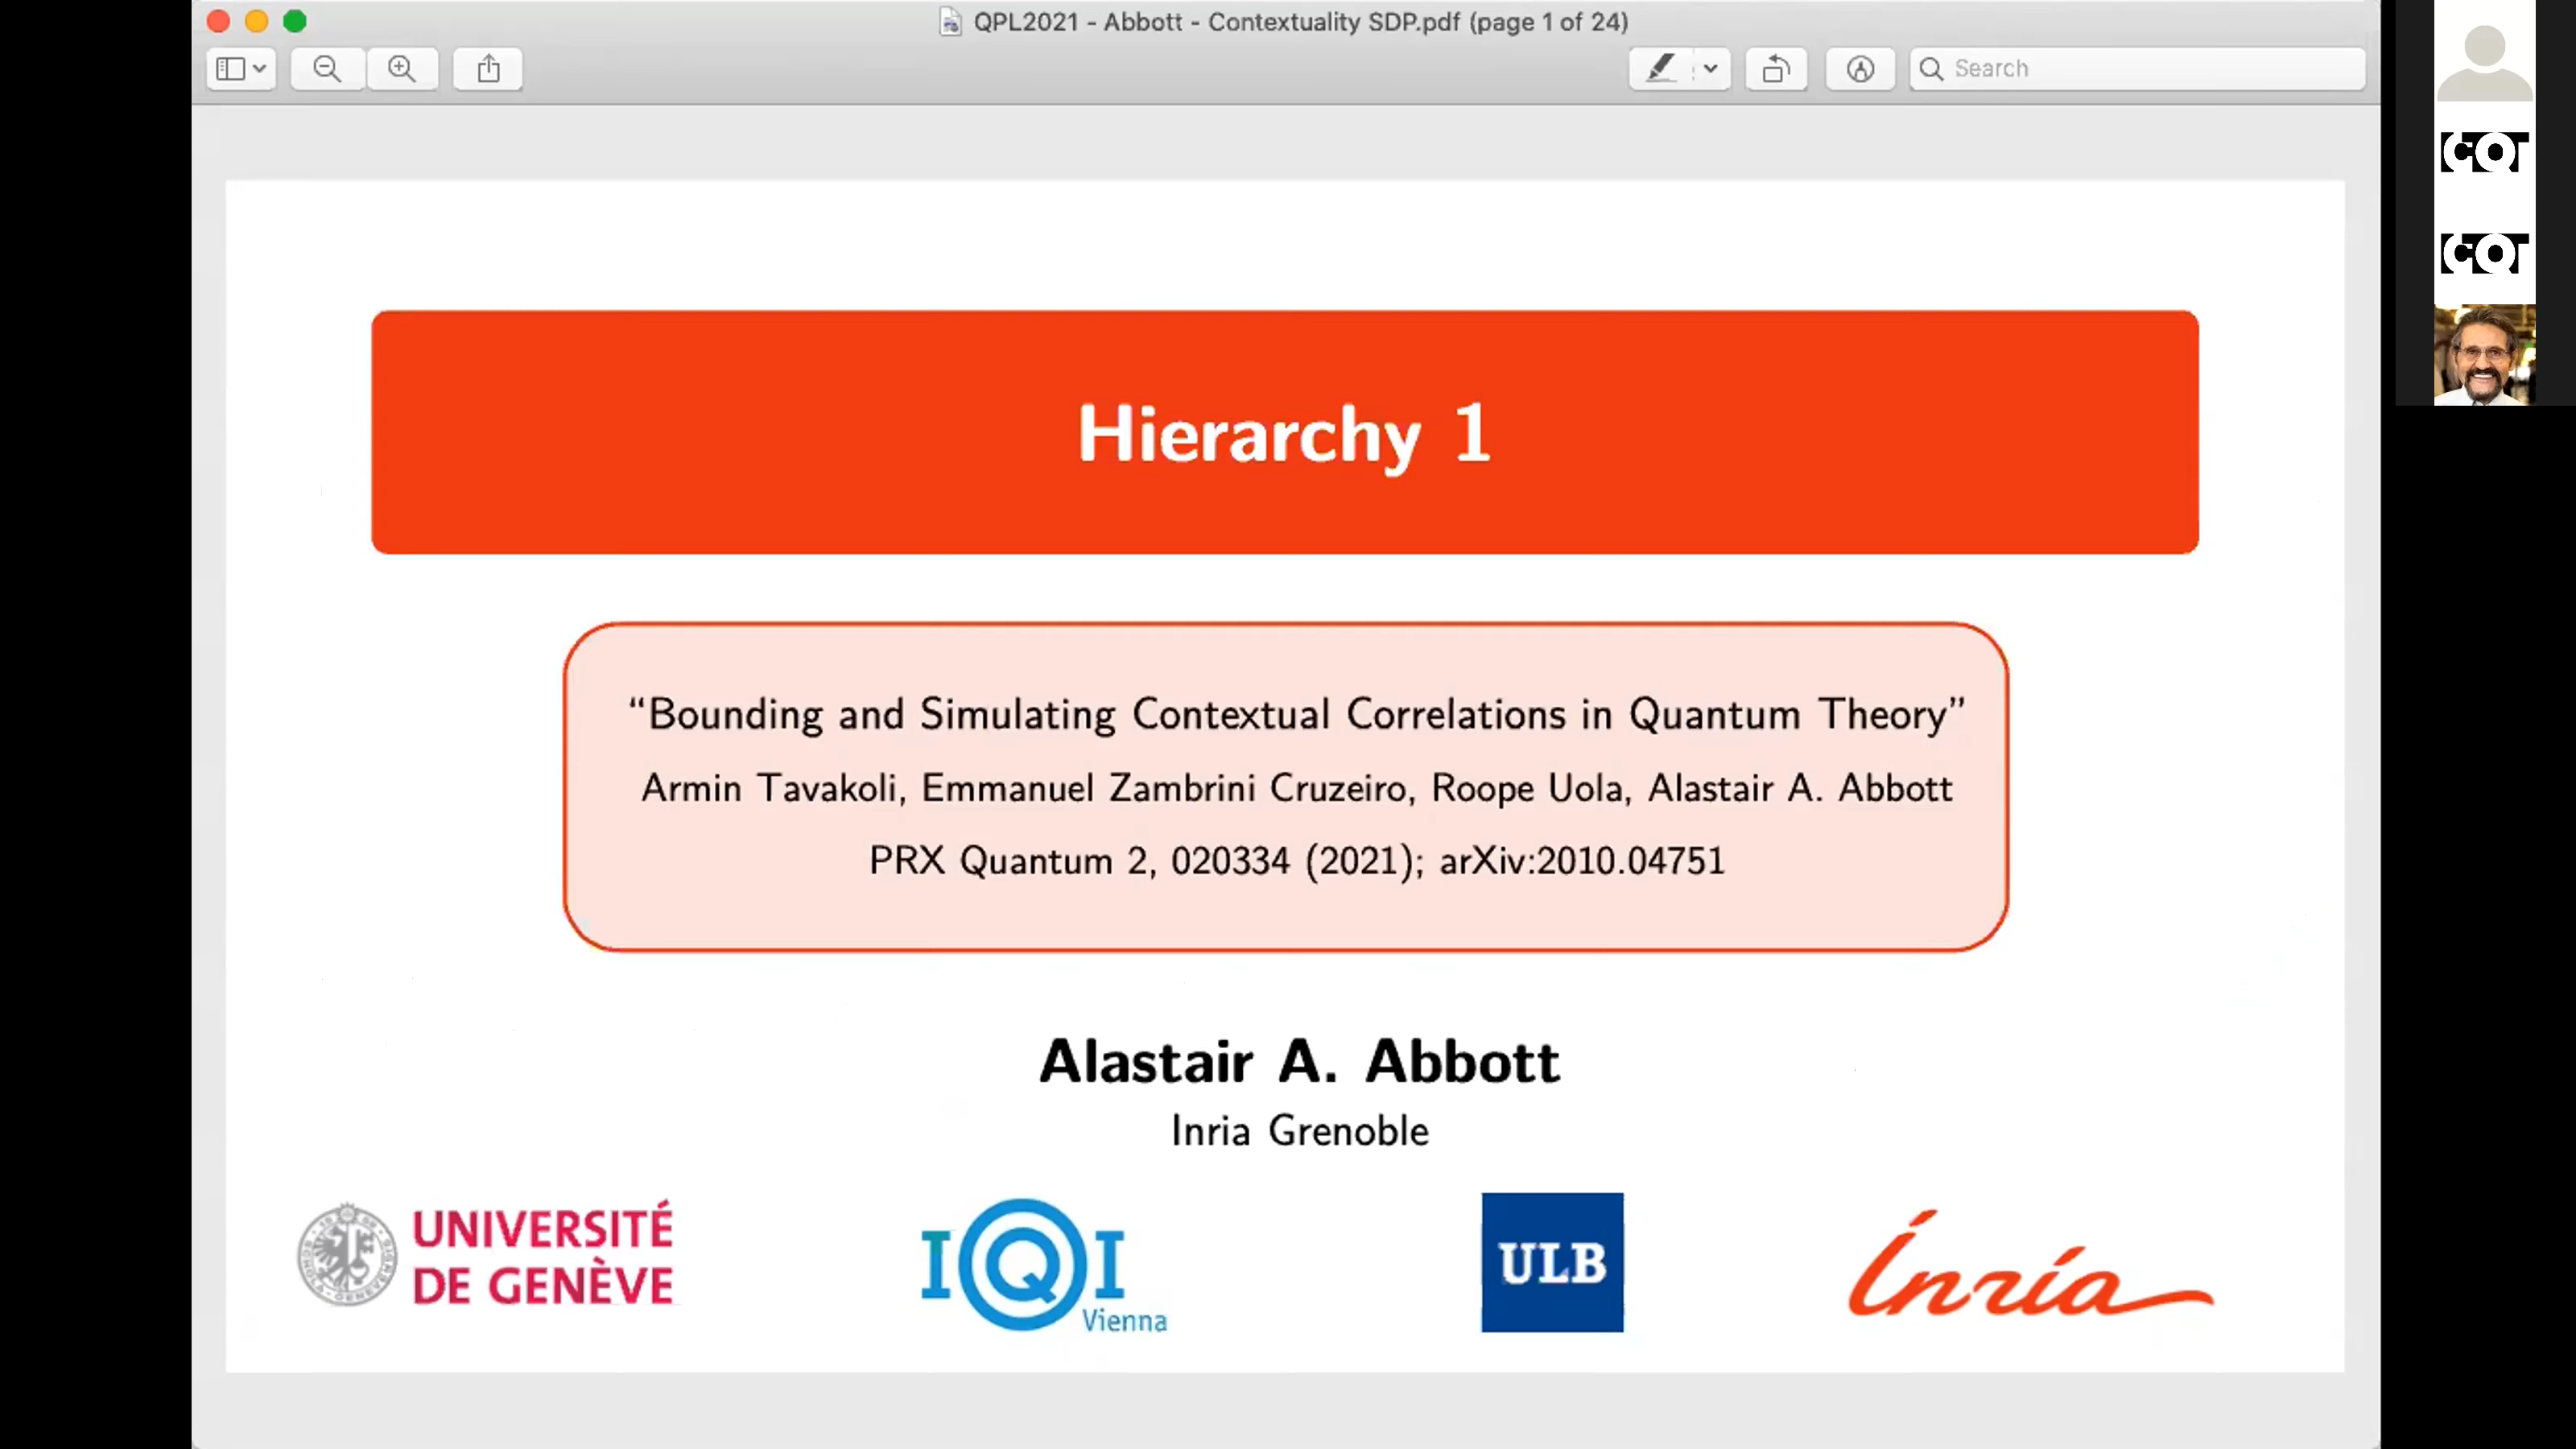 QPL2021 - Abbott - Contextuality SDP.pdf (page 1 of 24)
Search
CQT
CQT
Hierarchy 1
“Bounding and Simulating Contextual Correlations in Quantum Theory”
Armin Tavakoli, Emmanuel Zambrini Cruzeiro, Roope Uola, Alastair A. Abbott
PRX Quantum 2, 020334 (2021); arXiv:2010.04751
Alastair A. Abbott
Inria Grenoble
UNIVERSITÉ
DE GENÈVE
IQI
Vienna
ULB
Inria